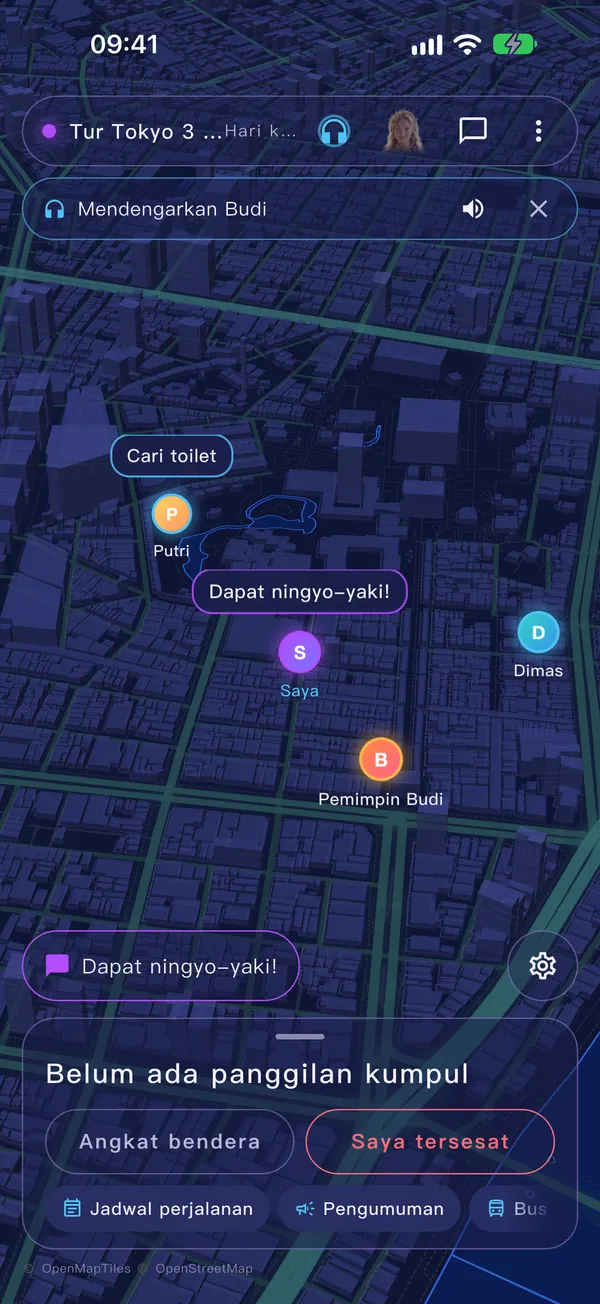 09:41
Tur Tokyo 3 ...Hari k...
Mendengarkan Budi
Cari toilet
P
Putri
Dapat ningyo-yaki!
S
Saya
D
Dimas
B
Pemimpin Budi
Dapat ningyo-yaki!
Belum ada panggilan kumpul
Angkat bendera
Saya tersesat
Jadwal perjalanan
Pengumuman
Bus
© OpenMapTiles © OpenStreetMap